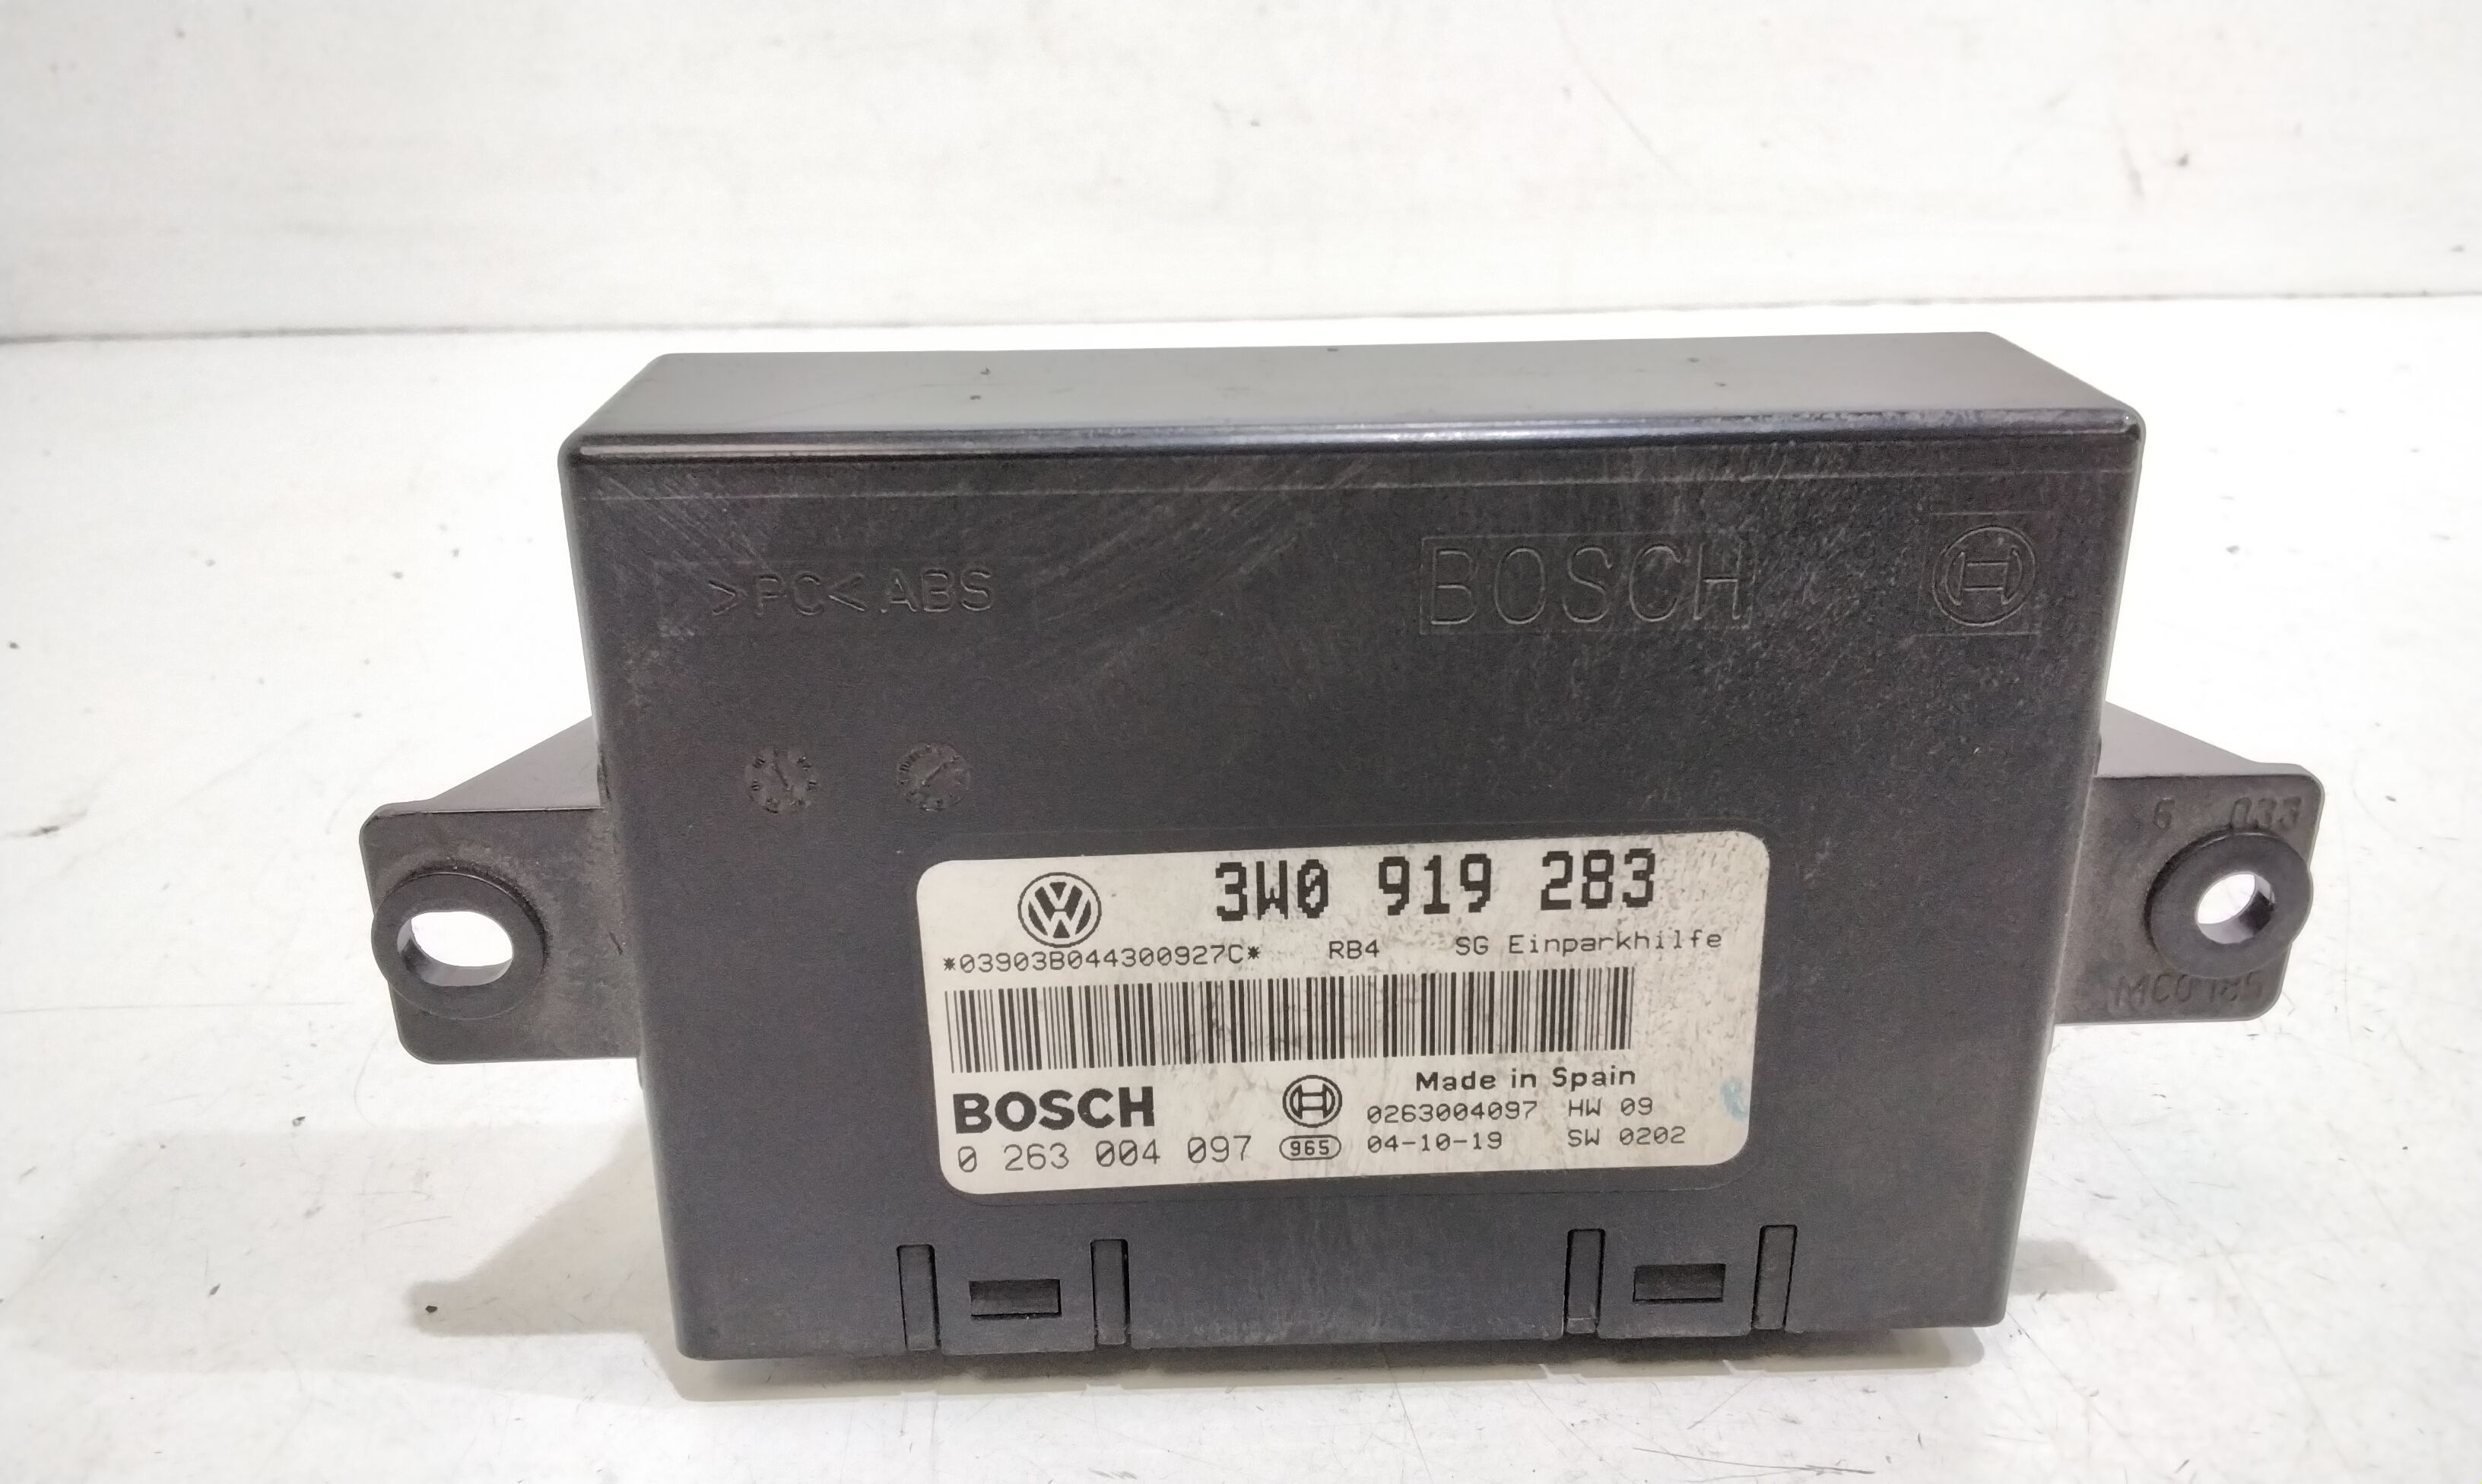 >PC< ABS BOSCH
3W0 919 283
*03903B044300927C* RB4 SG Einparkhilfe
BOSCH Made in Spain
0263004097 HW 09
0 263 004 097 965 04-10-19 SW 0202
G 033